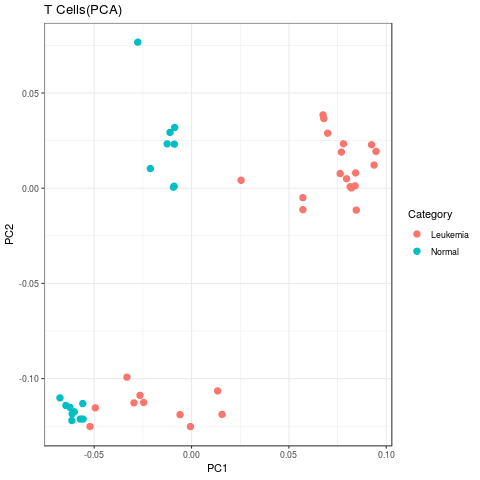 T Cells(PCA)
0.05
0.00
-0.05
-0.10
PC2
-0.05
0.00
0.05
0.10
PC1
Category
Leukemia
Normal